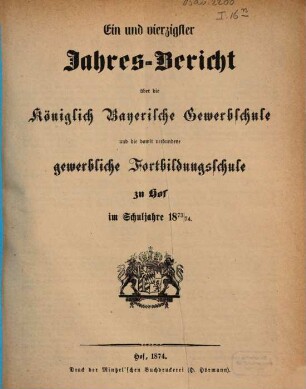 I. 16
Ein und vierzigster
Jahres-Bericht
über die
Königlich Bayerische Gewerbschule
und die damit verbundene
gewerbliche Fortbildungsschule
zu Hof
im Schuljahre 1873/74.
Hof, 1874.
Druck der Mintzel'schen Buchdruckerei (H. Hörmann).